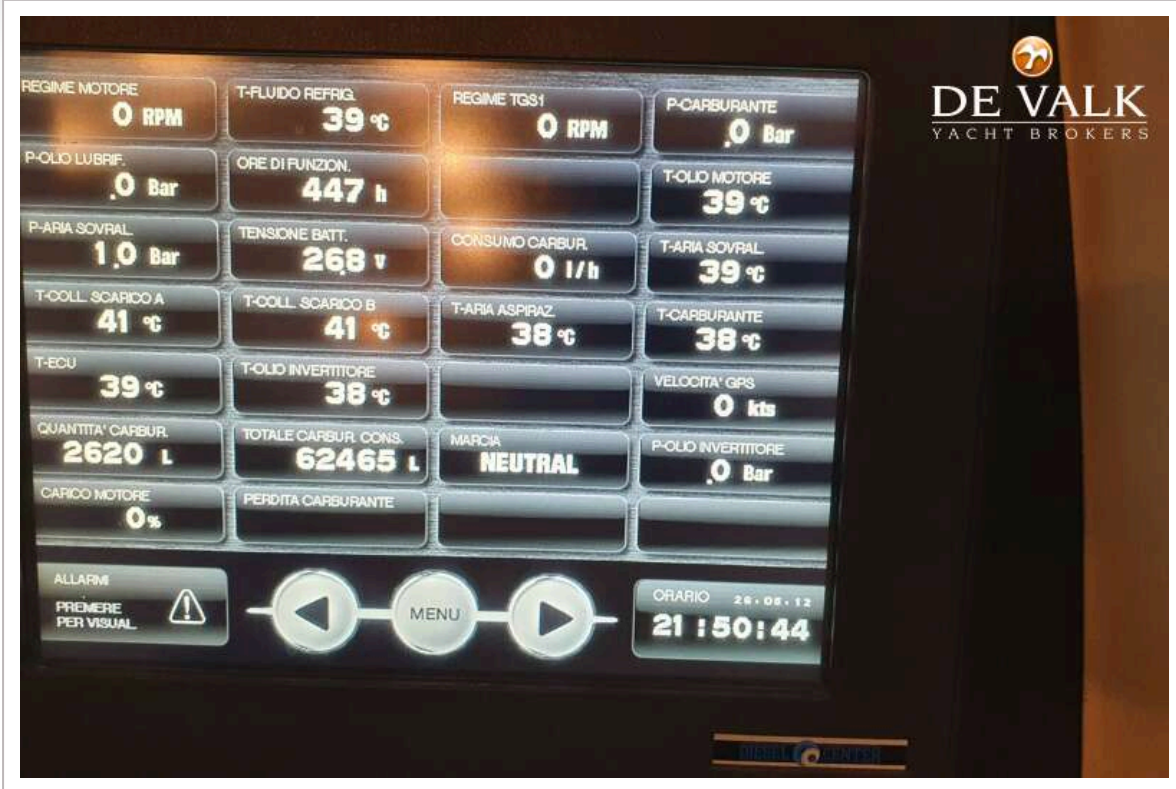 DE VALK
YACHT BROKERS
REGIME MOTORE
0 RPM
T-FLUIDO REFRIG.
39 °C
REGIME TGS1
0 RPM
P-CARBURANTE
.0 Bar
P-OLIO LUBRIF.
.0 Bar
ORE DI FUNZION.
447 h
T-OLIO MOTORE
39 °C
P-ARIA SOVRAL.
1.0 Bar
TENSIONE BATT.
26.8 V
CONSUMO CARBUR.
0 l/h
T-ARIA SOVRAL.
39 °C
T-COLL. SCARICO A
41 °C
T-COLL. SCARICO B
41 °C
T-ARIA ASPIRAZ.
38 °C
T-CARBURANTE
38 °C
T-ECU
39 °C
T-OLIO INVERTITORE
38 °C
VELOCITA' GPS
0 kts
QUANTITA' CARBUR.
2620 L
TOTALE CARBUR. CONS.
62465 L
MARCIA
NEUTRAL
P-OLIO INVERTITORE
.0 Bar
CARICO MOTORE
0%
PERDITA CARBURANTE
ALLARMI
PREMERE
PER VISUAL.
MENU
ORARIO 26.06.12
21:50:44
CENTER